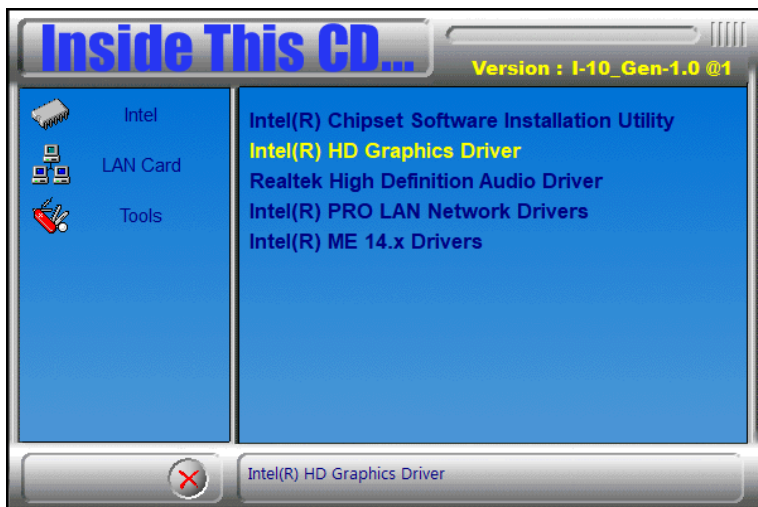 Inside This CD...
Version : I-10_Gen-1.0 @1
Intel
LAN Card
Tools
Intel(R) Chipset Software Installation Utility
Intel(R) HD Graphics Driver
Realtek High Definition Audio Driver
Intel(R) PRO LAN Network Drivers
Intel(R) ME 14.x Drivers
Intel(R) HD Graphics Driver